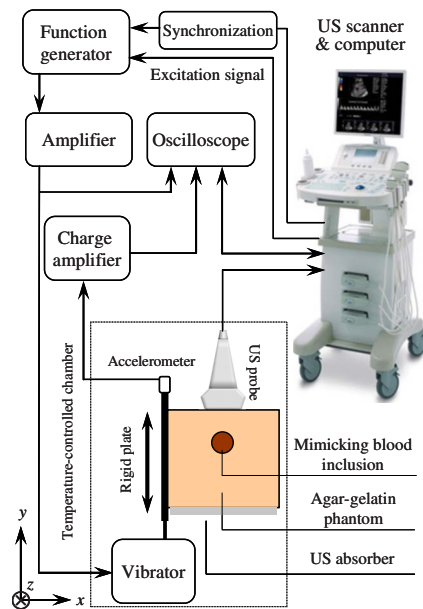 Function
generator
Synchronization
US scanner
& computer
Excitation signal
Amplifier
Oscilloscope
Charge
amplifier
Temperature-controlled chamber
Accelerometer
US probe
Rigid plate
Mimicking blood
inclusion
Agar-gelatin
phantom
US absorber
Vibrator
y
z
x